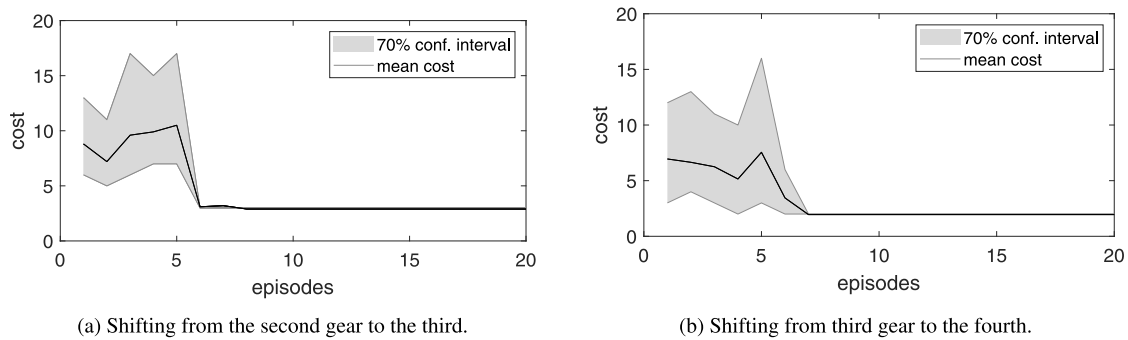 20
15
10
5
0
cost
0
5
10
15
20
episodes
70% conf. interval
mean cost
(a) Shifting from the second gear to the third.
20
15
10
5
0
cost
0
5
10
15
20
episodes
70% conf. interval
mean cost
(b) Shifting from third gear to the fourth.